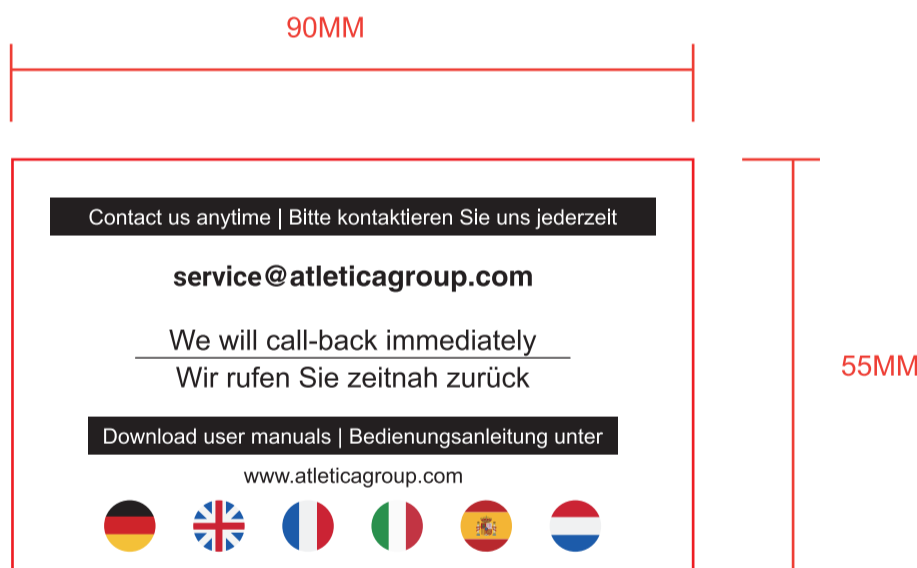 90MM
Contact us anytime | Bitte kontaktieren Sie uns jederzeit
service@atleticagroup.com
We will call-back immediately
Wir rufen Sie zeitnah zurück
55MM
Download user manuals | Bedienungsanleitung unter
www.atleticagroup.com